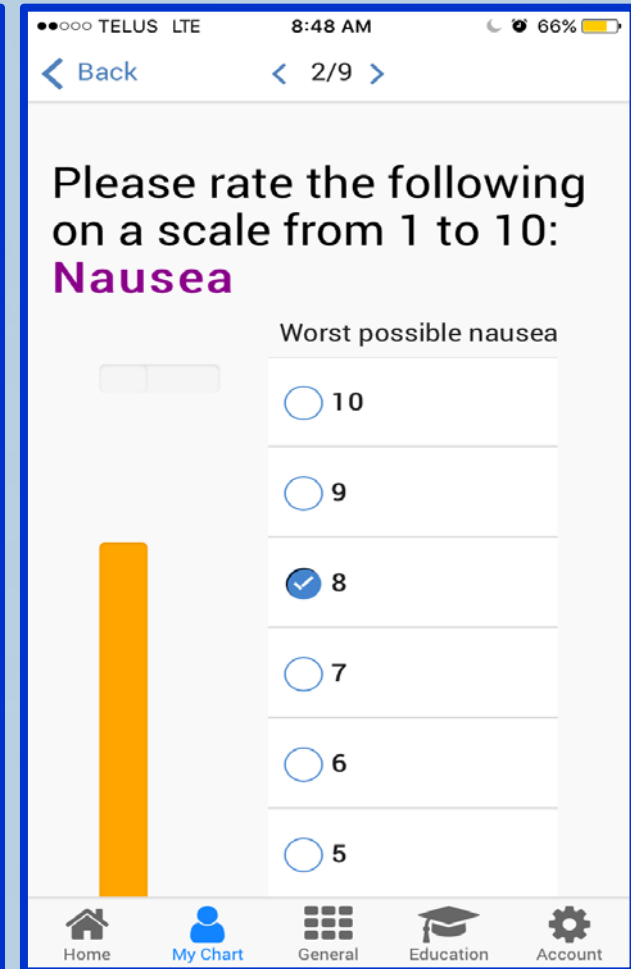 TELUS LTE 8:48 AM 66%
Back 2/9
Please rate the following
on a scale from 1 to 10:
Nausea
Worst possible nausea
10
9
8
7
6
5
Home My Chart General Education Account